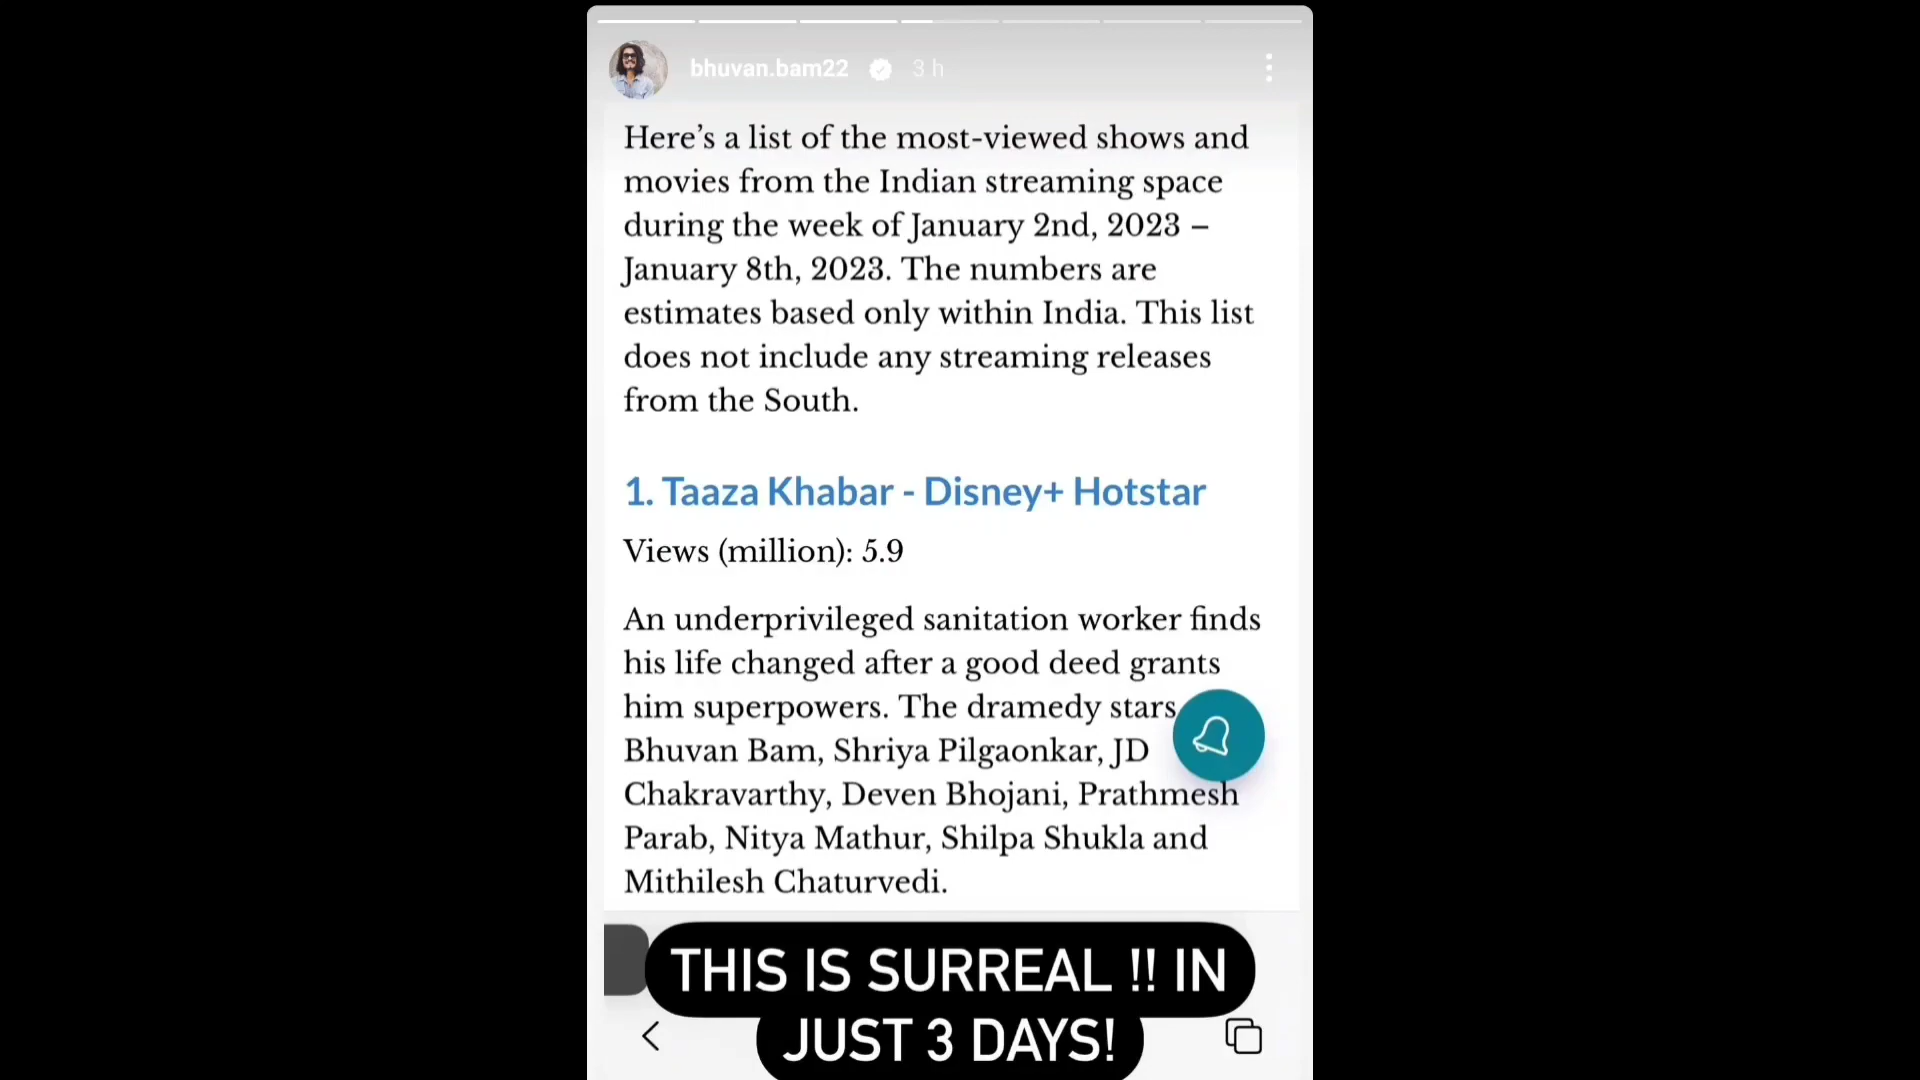 bhuvan.bam22 3 h
Here’s a list of the most-viewed shows and
movies from the Indian streaming space
during the week of January 2nd, 2023 –
January 8th, 2023. The numbers are
estimates based only within India. This list
does not include any streaming releases
from the South.
1. Taaza Khabar - Disney+ Hotstar
Views (million): 5.9
An underprivileged sanitation worker finds
his life changed after a good deed grants
him superpowers. The dramedy stars
Bhuvan Bam, Shriya Pilgaonkar, JD
Chakravarthy, Deven Bhojani, Prathmesh
Parab, Nitya Mathur, Shilpa Shukla and
Mithilesh Chaturvedi.
THIS IS SURREAL !! IN
JUST 3 DAYS!